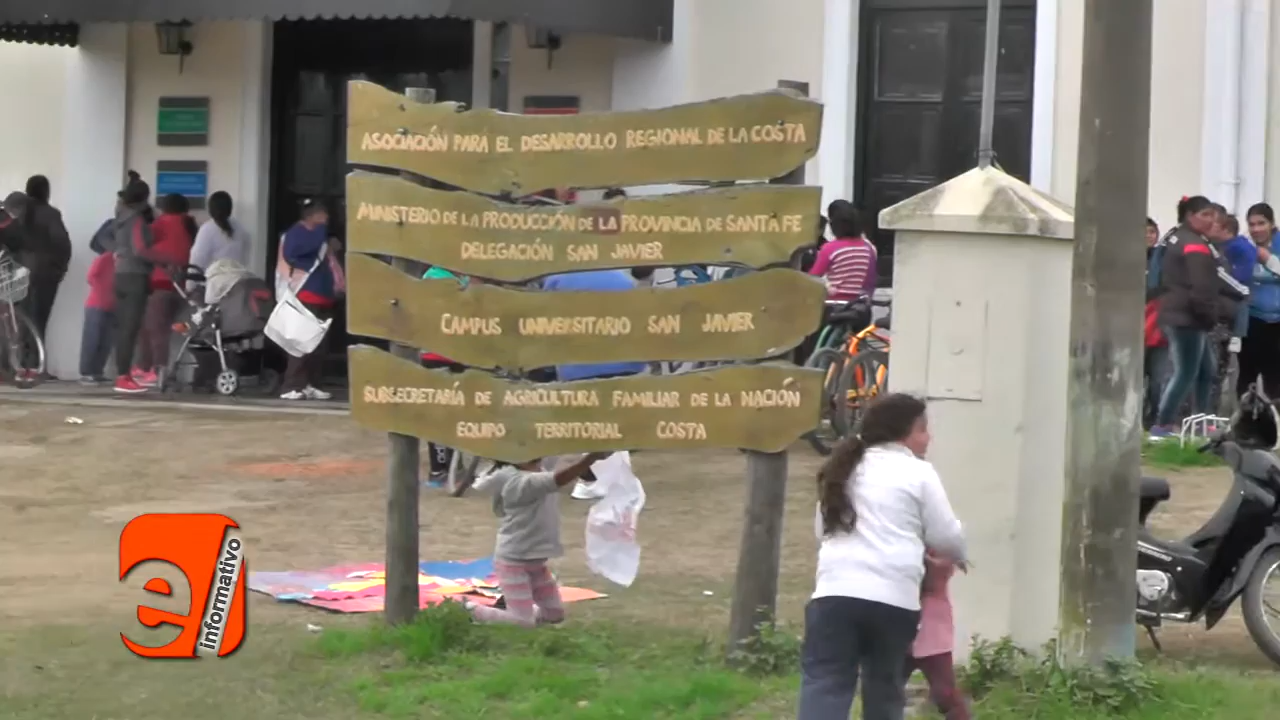 ASOCIACIÓN PARA EL DESARROLLO REGIONAL DE LA COSTA
MINISTERIO DE LA PRODUCCIÓN DE LA PROVINCIA DE SANTA FE
DELEGACIÓN SAN JAVIER
CAMPUS UNIVERSITARIO SAN JAVIER
SUBSECRETARÍA DE AGRICULTURA FAMILIAR DE LA NACIÓN
EQUIPO TERRITORIAL COSTA
e informativo